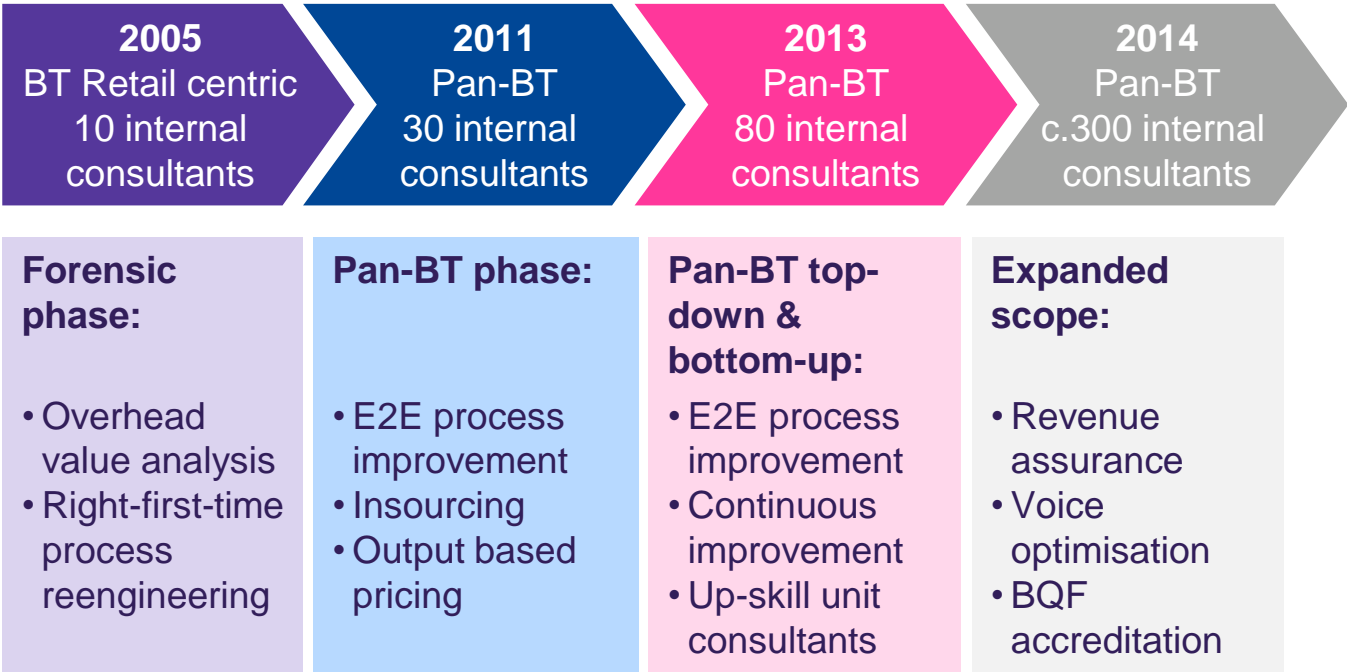 2005
BT Retail centric
10 internal
consultants
2011
Pan-BT
30 internal
consultants
2013
Pan-BT
80 internal
consultants
2014
Pan-BT
c.300 internal
consultants
Forensic
phase:
• Overhead
value analysis
• Right-first-time
process
reengineering
Pan-BT phase:
• E2E process
improvement
• Insourcing
• Output based
pricing
Pan-BT top-
down &
bottom-up:
• E2E process
improvement
• Continuous
improvement
• Up-skill unit
consultants
Expanded
scope:
• Revenue
assurance
• Voice
optimisation
• BQF
accreditation